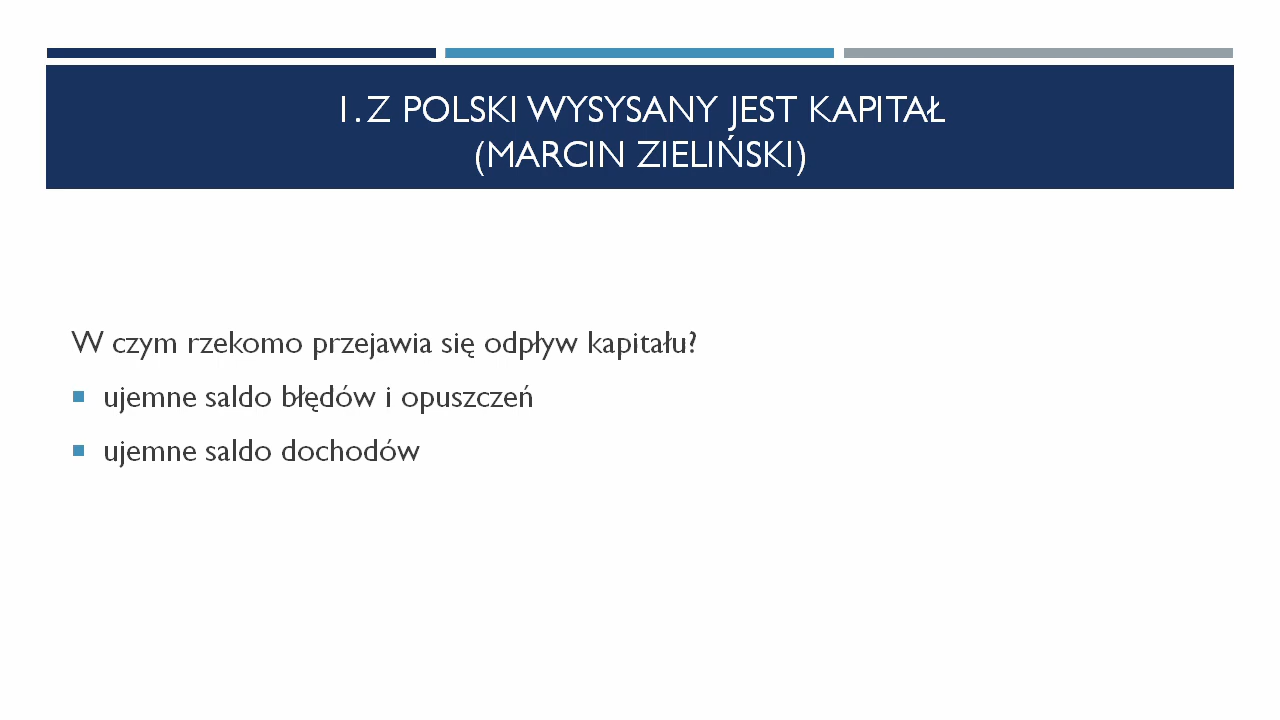 1. Z POLSKI WYSYSANY JEST KAPITAŁ
(MARCIN ZIELIŃSKI)
W czym rzekomo przejawia się odpływ kapitału?
ujemne saldo błędów i opuszczeń
ujemne saldo dochodów